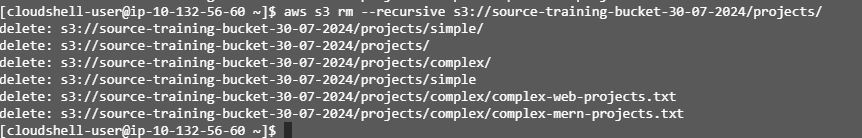 [cloudshell-user@ip-10-132-56-60 ~]$ aws s3 rm --recursive s3://source-training-bucket-30-07-2024/projects/
delete: s3://source-training-bucket-30-07-2024/projects/simple/
delete: s3://source-training-bucket-30-07-2024/projects/
delete: s3://source-training-bucket-30-07-2024/projects/complex/
delete: s3://source-training-bucket-30-07-2024/projects/simple
delete: s3://source-training-bucket-30-07-2024/projects/complex/complex-web-projects.txt
delete: s3://source-training-bucket-30-07-2024/projects/complex/complex-mern-projects.txt
[cloudshell-user@ip-10-132-56-60 ~]$